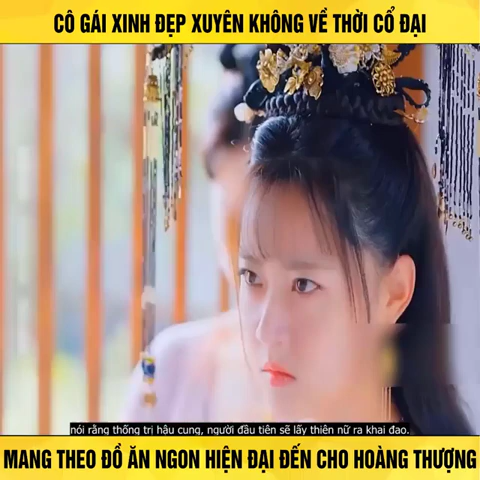 CÔ GÁI XINH ĐẸP XUYÊN KHÔNG VỀ THỜI CỔ ĐẠI
nói rằng thống trị hậu cung, người đầu tiên sẽ lấy thiên nữ ra khai đao.
MANG THEO ĐỒ ĂN NGON HIỆN ĐẠI ĐẾN CHO HOÀNG THƯỢNG